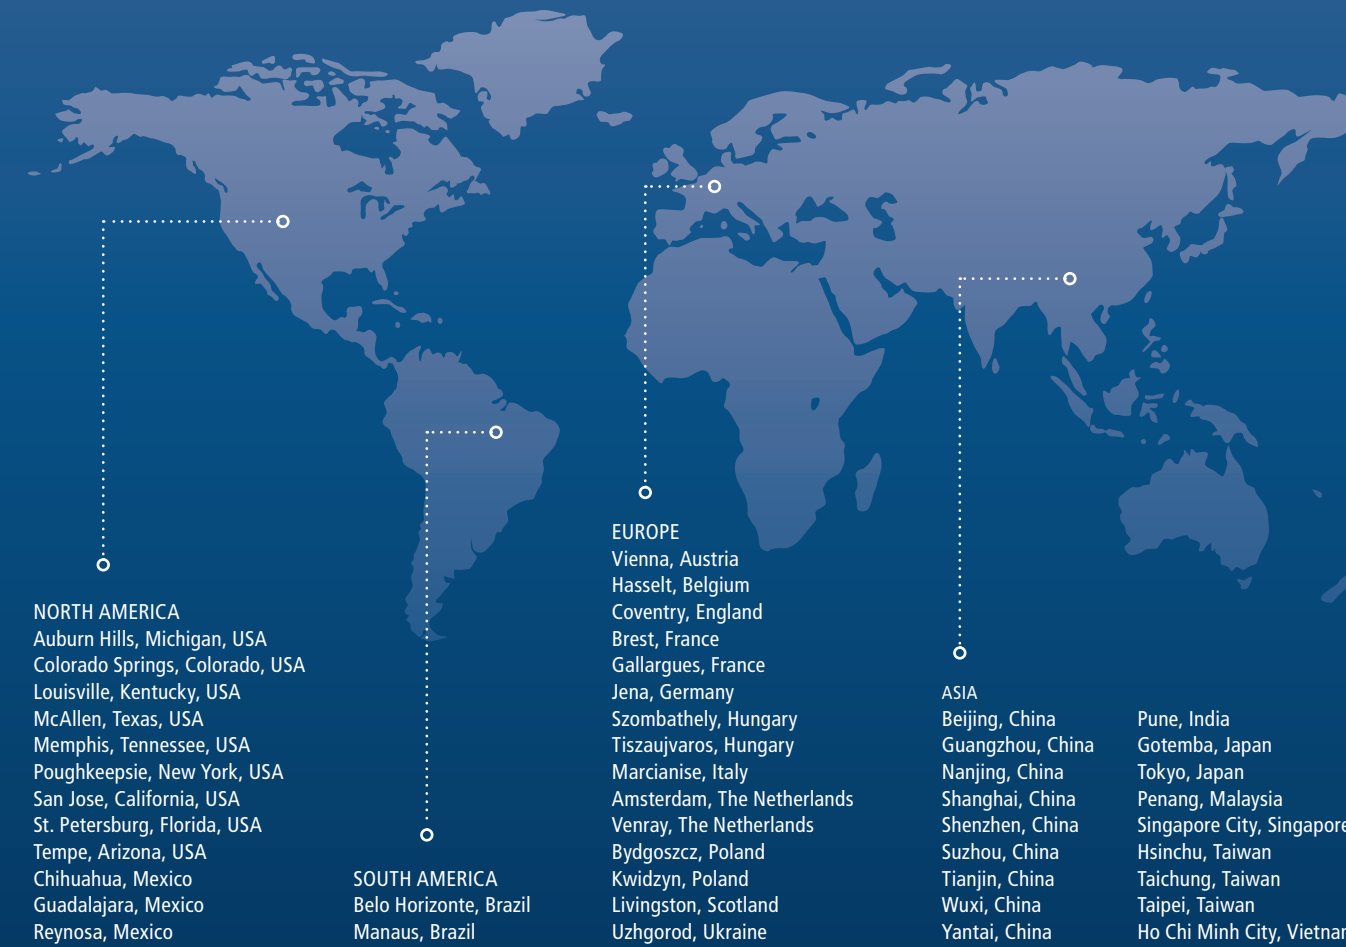 NORTH AMERICA
Auburn Hills, Michigan, USA
Colorado Springs, Colorado, USA
Louisville, Kentucky, USA
McAllen, Texas, USA
Memphis, Tennessee, USA
Poughkeepsie, New York, USA
San Jose, California, USA
St. Petersburg, Florida, USA
Tempe, Arizona, USA
Chihuahua, Mexico
Guadalajara, Mexico
Reynosa, Mexico
SOUTH AMERICA
Belo Horizonte, Brazil
Manaus, Brazil
EUROPE
Vienna, Austria
Hasselt, Belgium
Coventry, England
Brest, France
Gallargues, France
Jena, Germany
Szombathely, Hungary
Tiszaujvaros, Hungary
Marcianise, Italy
Amsterdam, The Netherlands
Venray, The Netherlands
Bydgoszcz, Poland
Kwidzyn, Poland
Livingston, Scotland
Uzhgorod, Ukraine
ASIA
Beijing, China
Guangzhou, China
Nanjing, China
Shanghai, China
Shenzhen, China
Suzhou, China
Tianjin, China
Wuxi, China
Yantai, China
Pune, India
Gotemba, Japan
Tokyo, Japan
Penang, Malaysia
Singapore City, Singapore
Hsinchu, Taiwan
Taichung, Taiwan
Taipei, Taiwan
Ho Chi Minh City, Vietnam